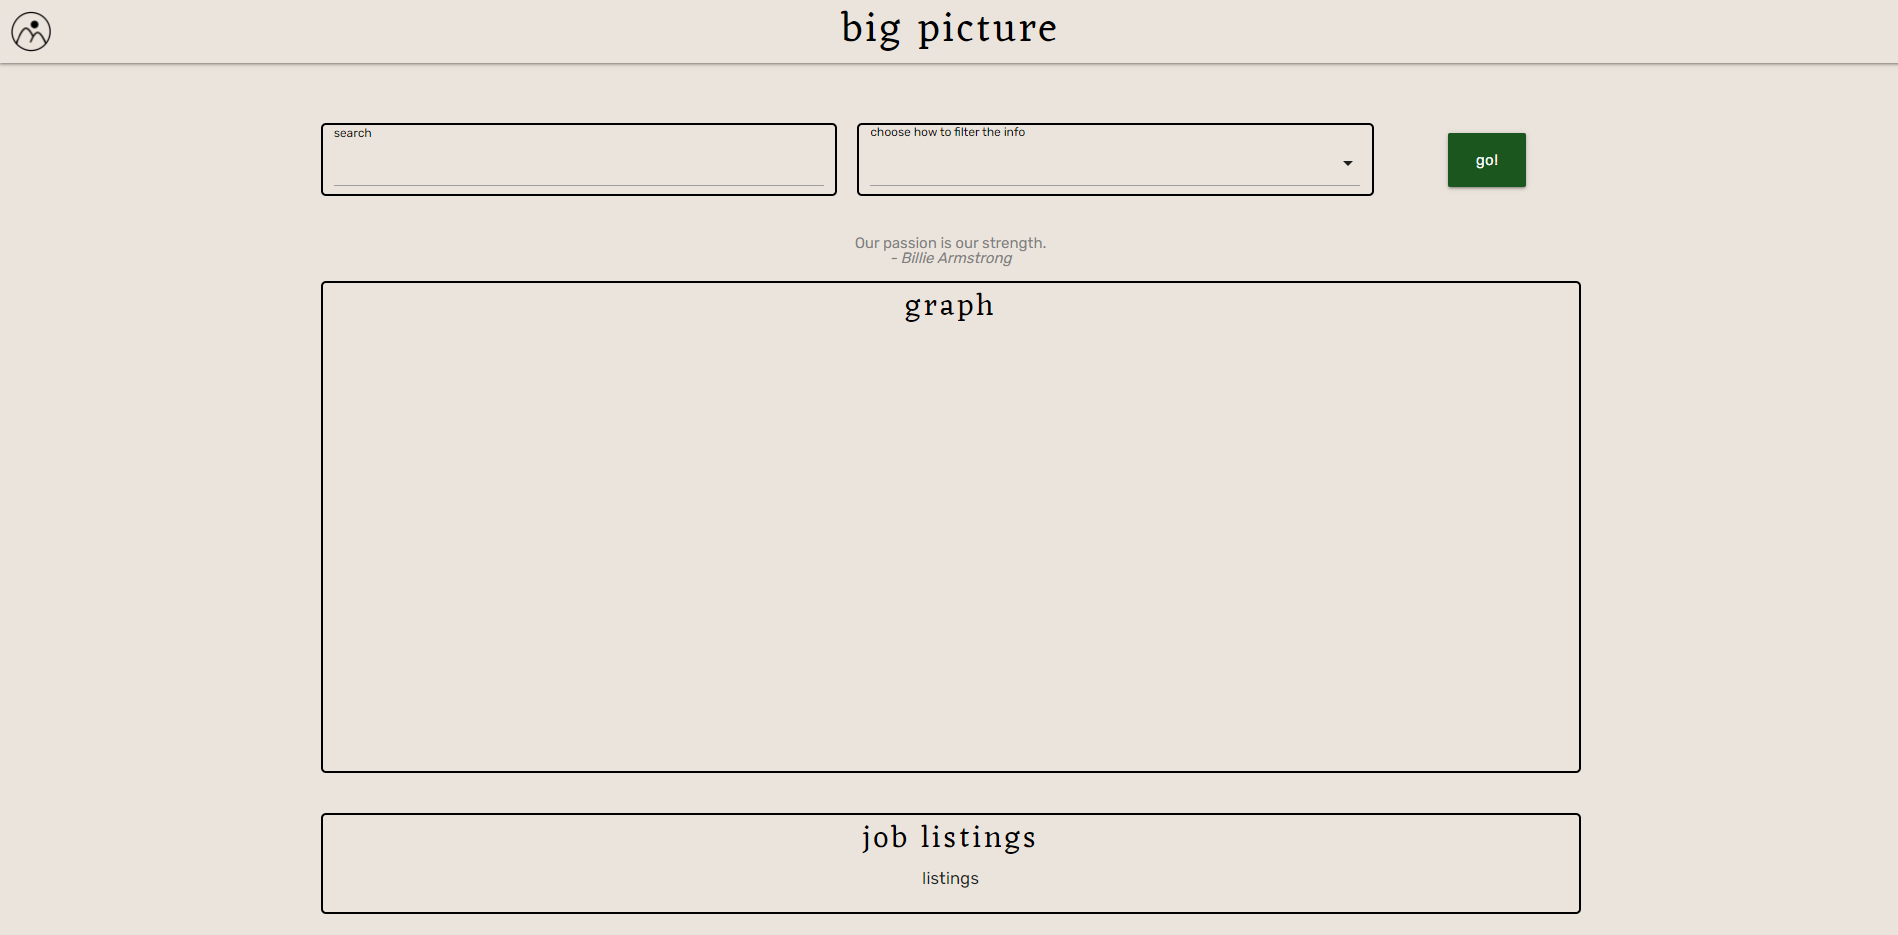 big picture
search
choose how to filter the info
go!
Our passion is our strength.
- Billie Armstrong
graph
job listings
listings